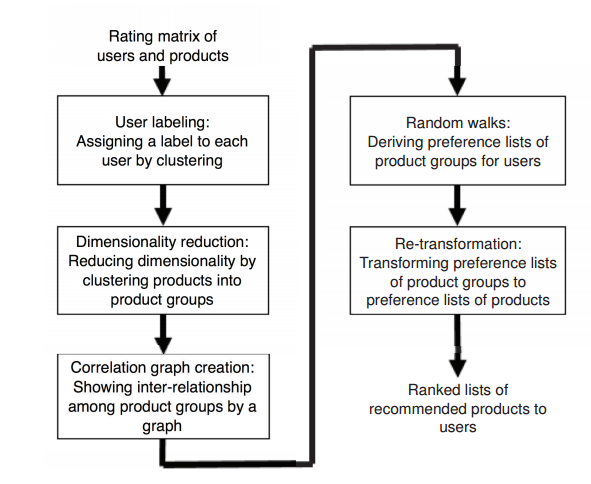 Rating matrix of
users and products
User labeling:
Assigning a label to each
user by clustering
Dimensionality reduction:
Reducing dimensionality by
clustering products into
product groups
Correlation graph creation:
Showing inter-relationship
among product groups by a
graph
Random walks:
Deriving preference lists of
product groups for users
Re-transformation:
Transforming preference lists
of product groups to
preference lists of products
Ranked lists of
recommended products to
users